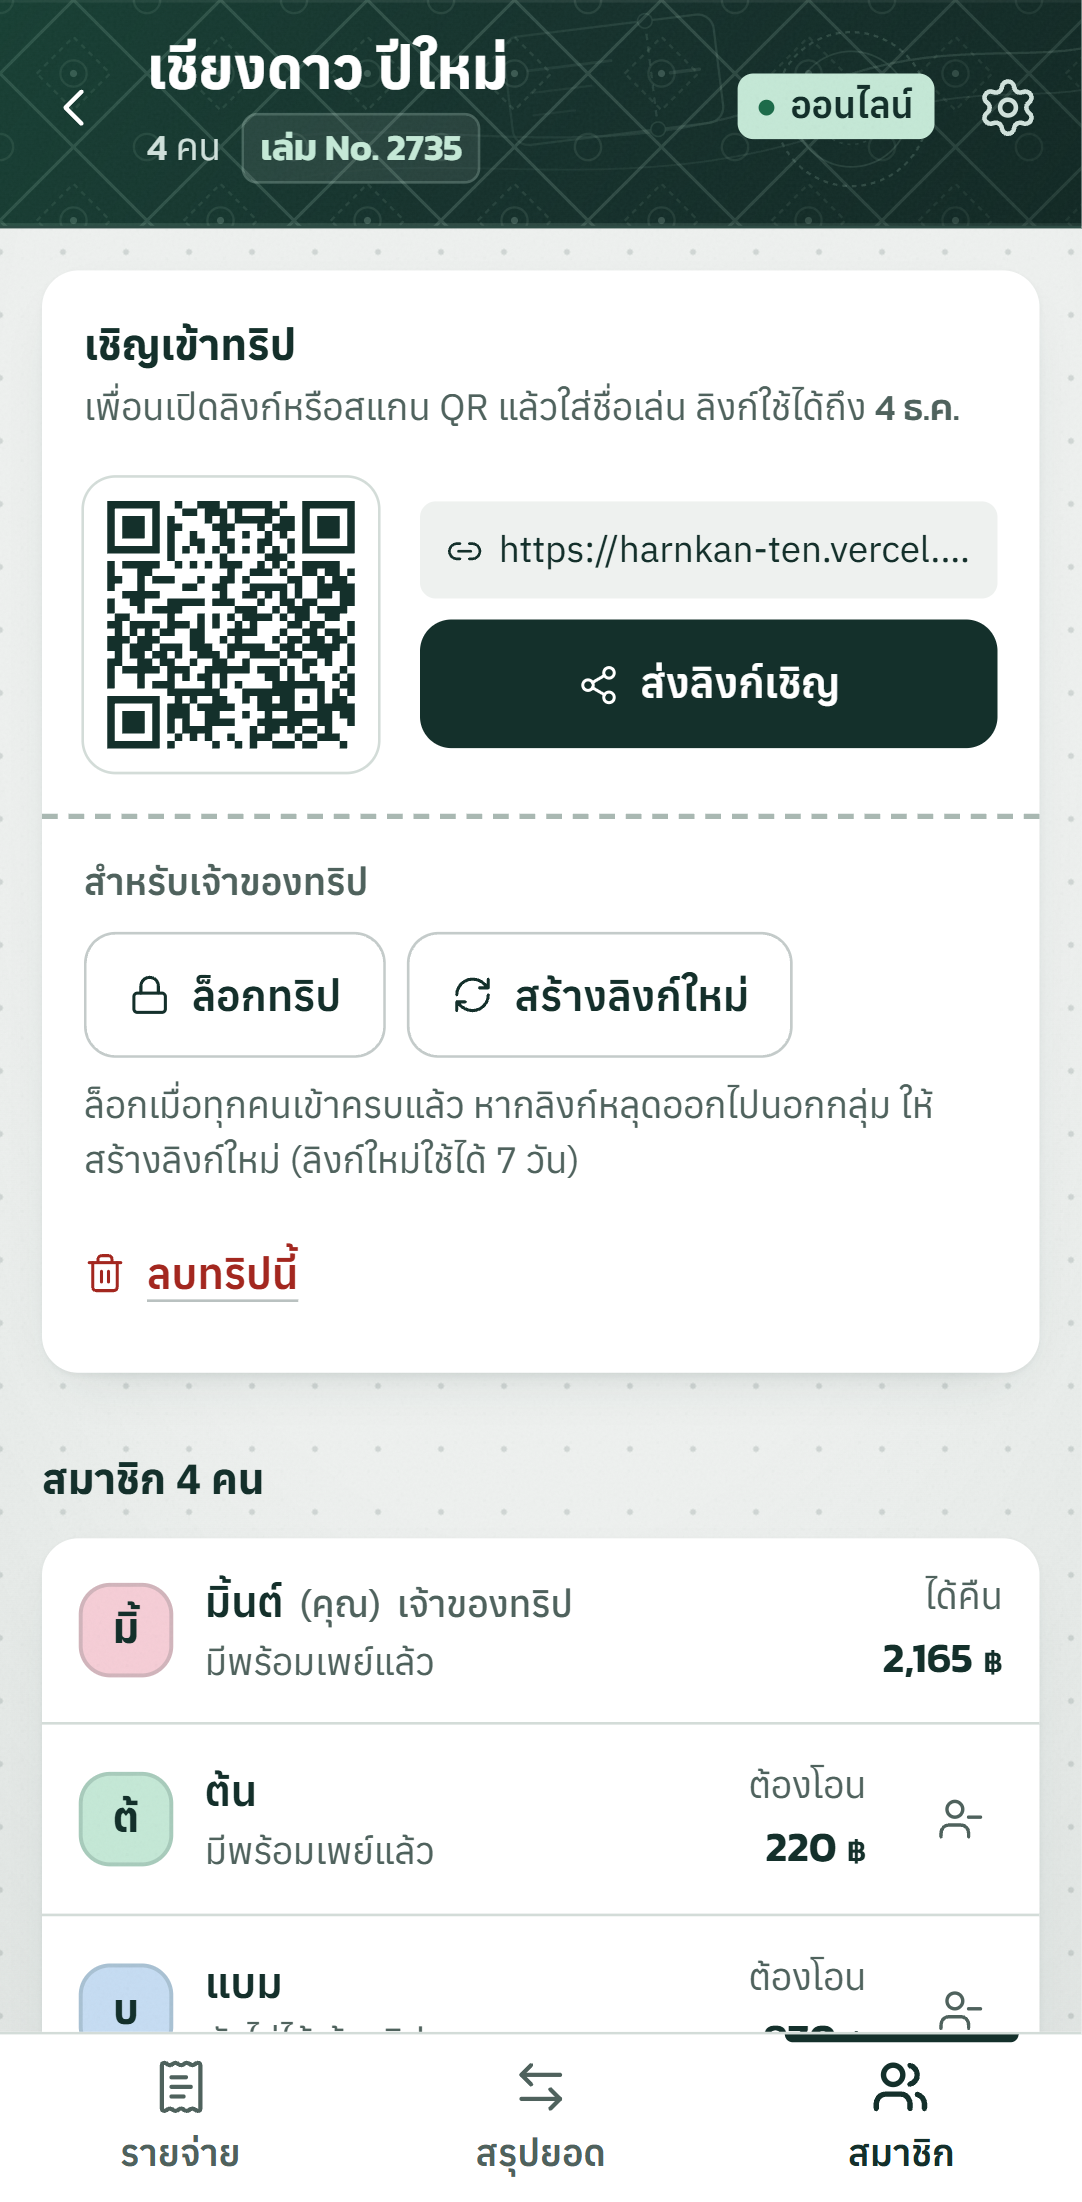 เชียงดาว ปีใหม่
4 คน เล่ม No. 2735
ออนไลน์
เชิญเข้าทริป
เพื่อนเปิดลิงก์หรือสแกน QR แล้วใส่ชื่อเล่น ลิงก์ใช้ได้ถึง 4 ธ.ค.
https://harnkan-ten.vercel....
ส่งลิงก์เชิญ
สำหรับเจ้าของทริป
ล็อกทริป
สร้างลิงก์ใหม่
ล็อกเมื่อทุกคนเข้าครบแล้ว หากลิงก์หลุดออกไปนอกกลุ่ม ให้
สร้างลิงก์ใหม่ (ลิงก์ใหม่ใช้ได้ 7 วัน)
ลบทริปนี้
สมาชิก 4 คน
มิ้
มิ้นต์ (คุณ) เจ้าของทริป
มีพร้อมเพย์แล้ว
ได้คืน
2,165 ฿
ต้
ต้น
มีพร้อมเพย์แล้ว
ต้องโอน
220 ฿
บ
แบม
ต้องโอน
รายจ่าย
สรุปยอด
สมาชิก